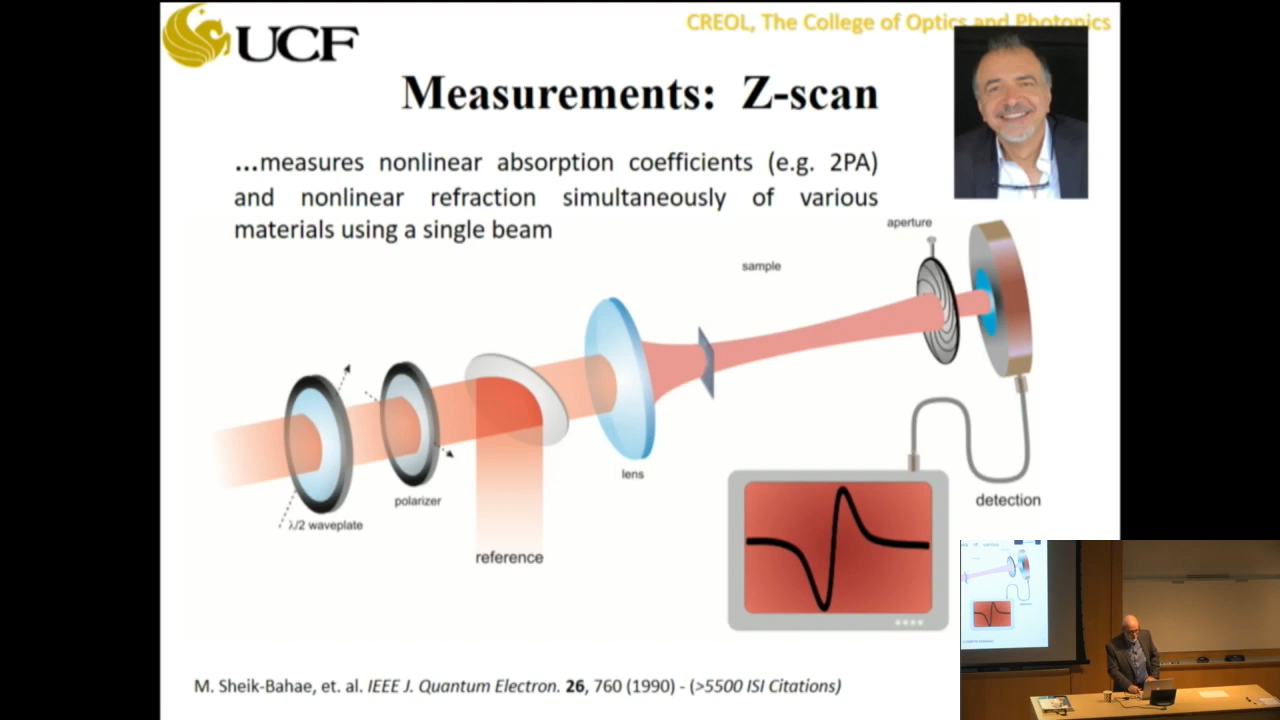 UCF
CREOL, The College of Optics and Photonics
Measurements: Z-scan
...measures nonlinear absorption coefficients (e.g. 2PA)
and nonlinear refraction simultaneously of various
materials using a single beam
aperture
sample
lens
polarizer
λ/2 waveplate
reference
detection
M. Sheik-Bahae, et. al. IEEE J. Quantum Electron. 26, 760 (1990) - (>5500 ISI Citations)